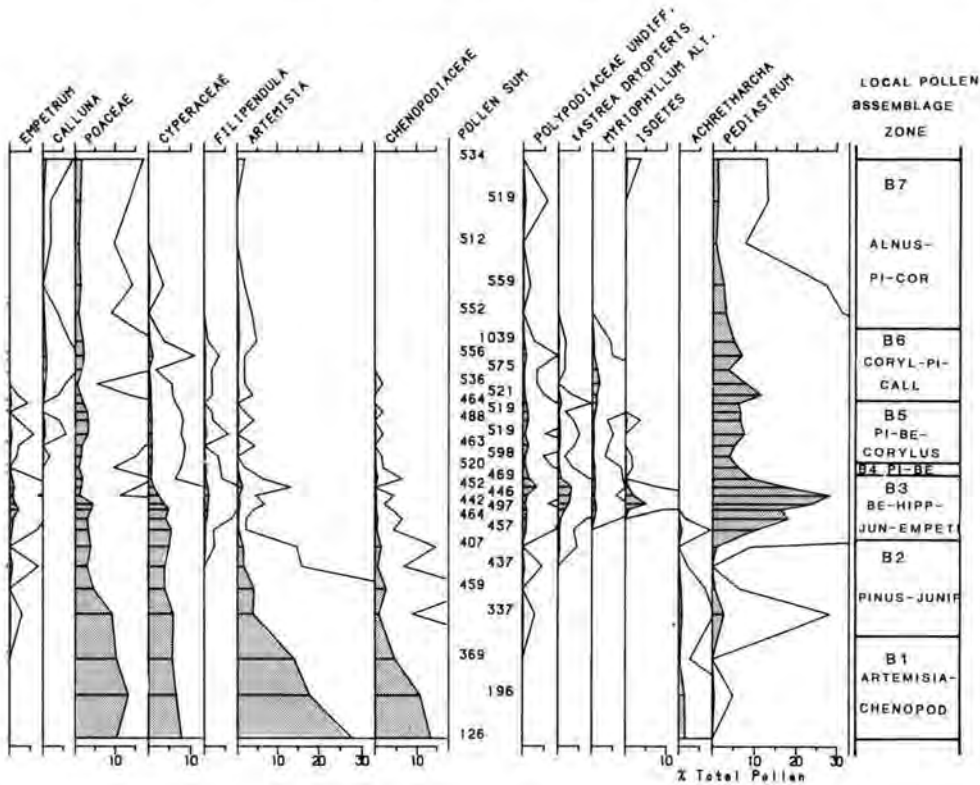 EMPETRUM
CALLUNA
POACEAE
CYPERACEAE
FILIPENDULA
ARTEMISIA
CHENOPODIACEAE
POLLEN SUM
POLYPODIACEAE UNDIFF.
XASTREA DRYOPTERIS
MYRIOPHYLLUM ALT.
ISOETES
ACHRETHARCHA
PEDIASTRUM
LOCAL POLLEN
ASSEMBLAGE
ZONE
534
519
512
559
552
1039
556
575
536
521
464
519
488
519
463
598
520
469
452
446
442
497
464
457
407
437
459
337
369
196
126
B7
ALNUS-
PI-COR
B6
CORYL-PI-
CALL
B5
PI-BE-
CORYLUS
B4 PI-BE
B3
BE-HIPP-
JUN-EMPETI
B2
PINUS-JUNIP
B1
ARTEMISIA-
CHENOPOD
10 10 10 20 30 10 10 10 20 30
% Total Pollen